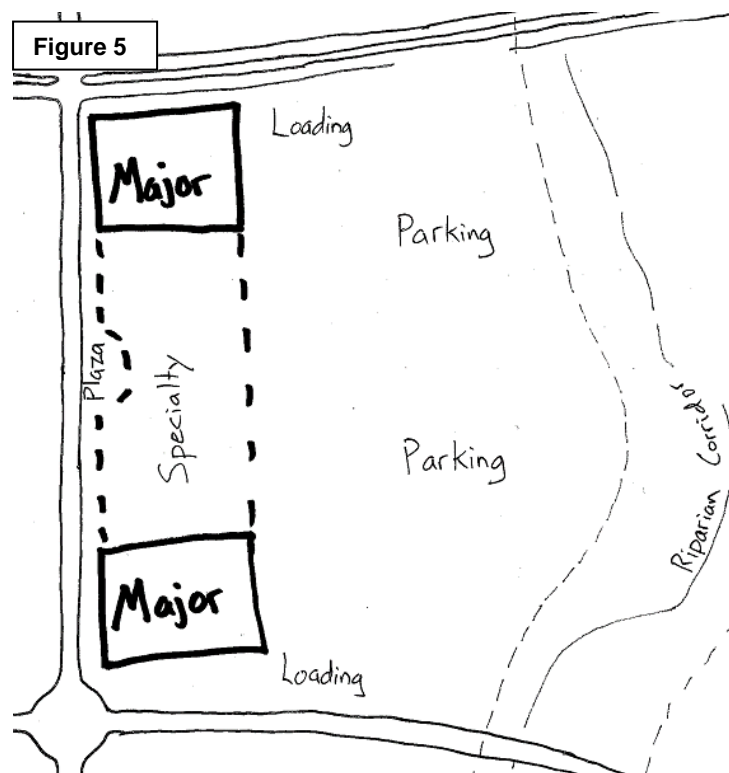 Figure 5
Loading
Major
Parking
Plaza
Specialty
Parking
Riparian Corridor
Major
Loading